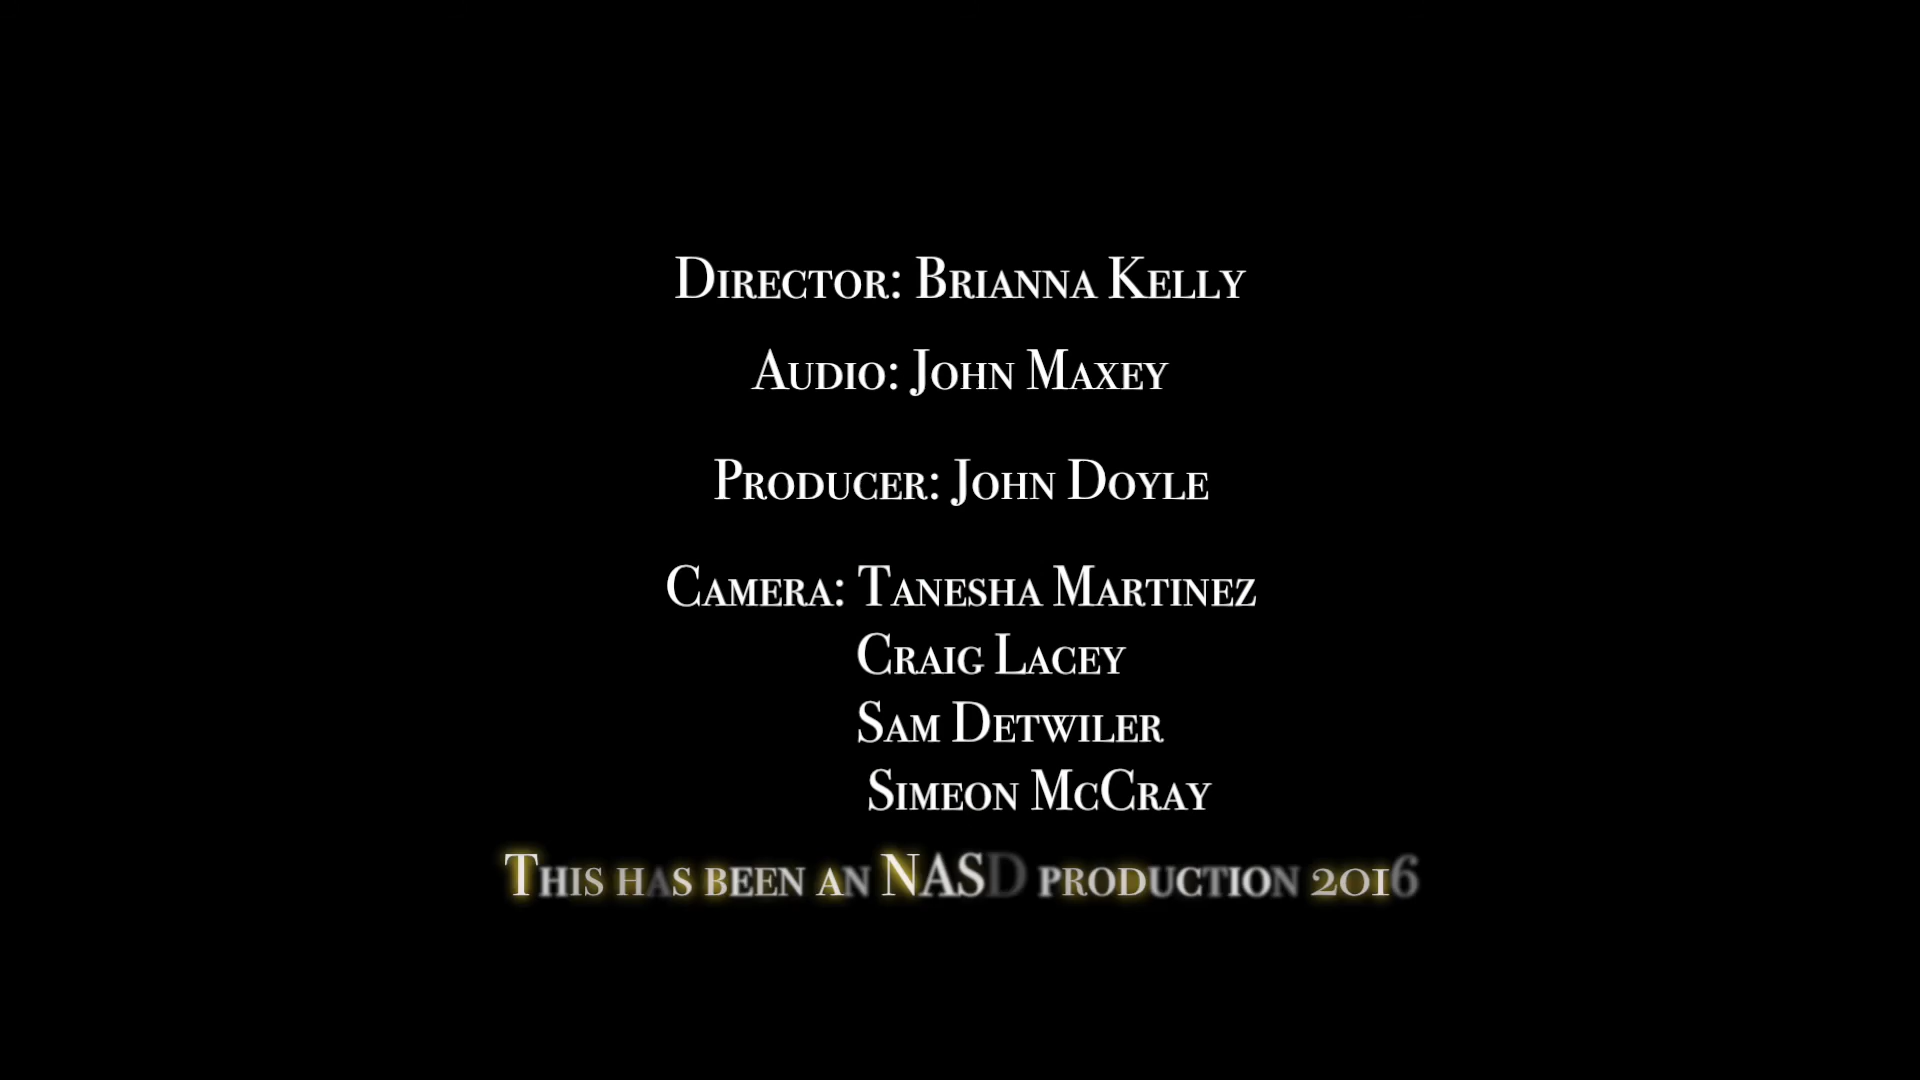 Director: Brianna Kelly
Audio: John Maxey
Producer: John Doyle
Camera: Tanesha Martinez
Craig Lacey
Sam Detwiler
Simeon McCray
This has been an NASD production 2016